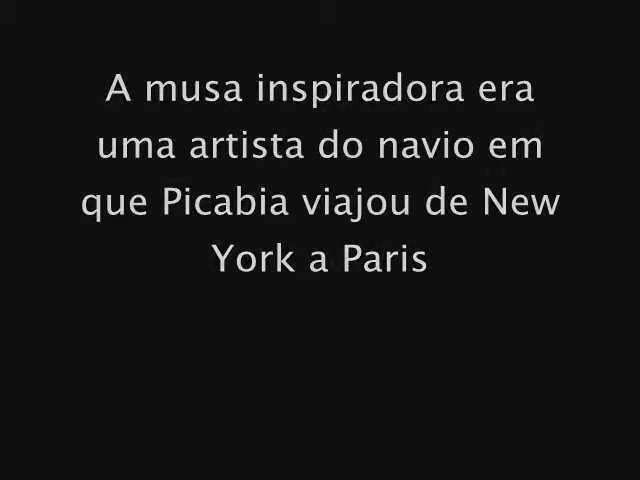 A musa inspiradora era
uma artista do navio em
que Picabia viajou de New
York a Paris